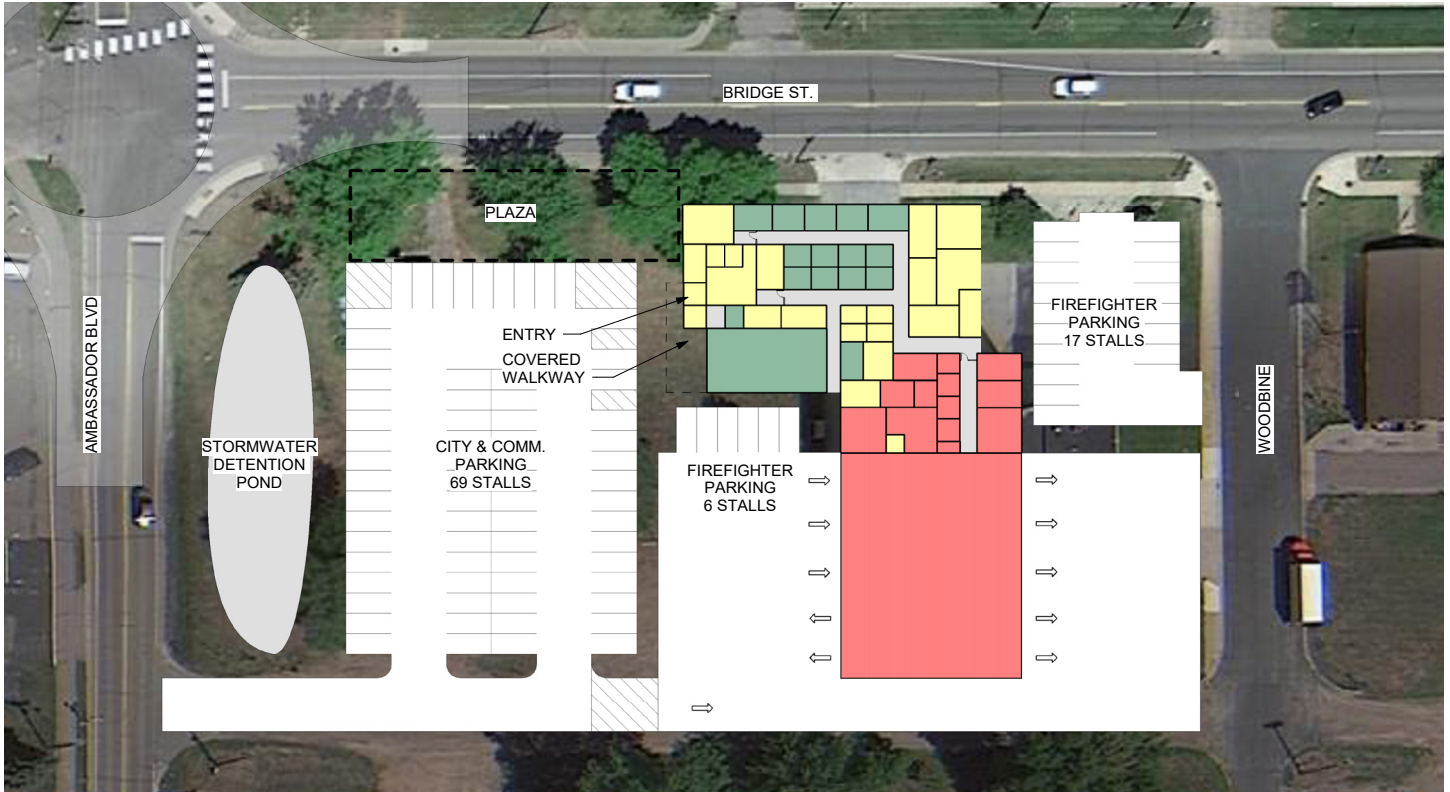 BRIDGE ST.
PLAZA
ENTRY
COVERED
WALKWAY
FIREFIGHTER
PARKING
17 STALLS
AMBASSADOR BLVD
WOODBINE
STORMWATER
DETENTION
POND
CITY & COMM.
PARKING
69 STALLS
FIREFIGHTER
PARKING
6 STALLS